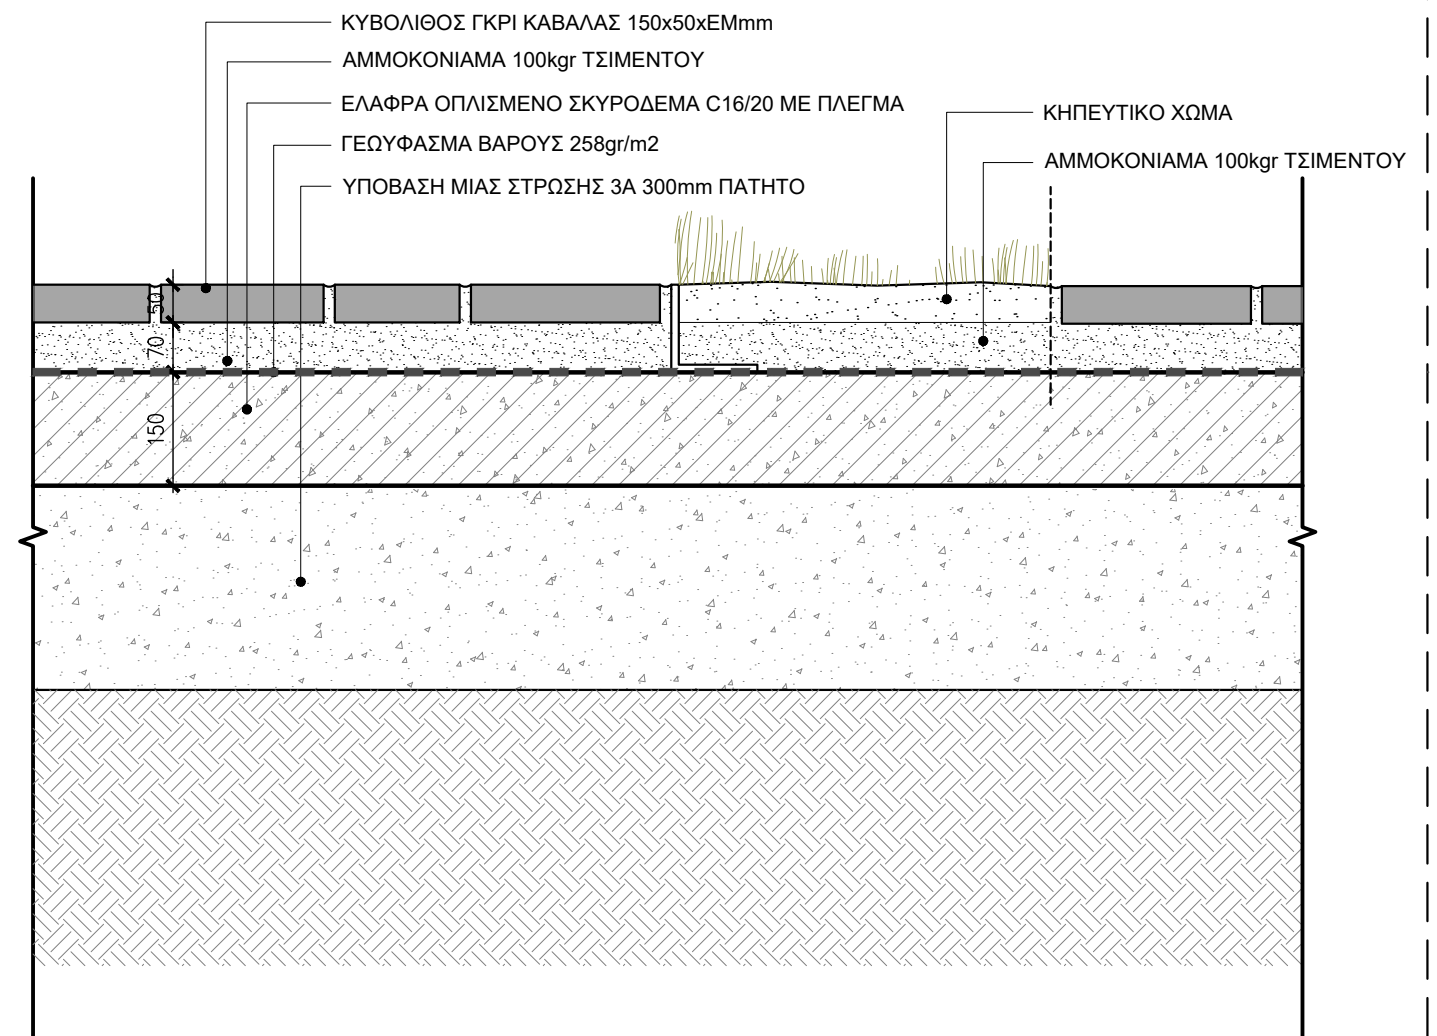 ΚΥΒΟΛΙΘΟΣ ΓΚΡΙ ΚΑΒΑΛΑΣ 150x50xΕΜmm
ΑΜΜΟΚΟΝΙΑΜΑ 100kgr ΤΣΙΜΕΝΤΟΥ
ΕΛΑΦΡΑ ΟΠΛΙΣΜΕΝΟ ΣΚΥΡΟΔΕΜΑ C16/20 ΜΕ ΠΛΕΓΜΑ
ΓΕΩΥΦΑΣΜΑ ΒΑΡΟΥΣ 258gr/m2
ΥΠΟΒΑΣΗ ΜΙΑΣ ΣΤΡΩΣΗΣ 3Α 300mm ΠΑΤΗΤΟ
ΚΗΠΕΥΤΙΚΟ ΧΩΜΑ
ΑΜΜΟΚΟΝΙΑΜΑ 100kgr ΤΣΙΜΕΝΤΟΥ
50
70
150